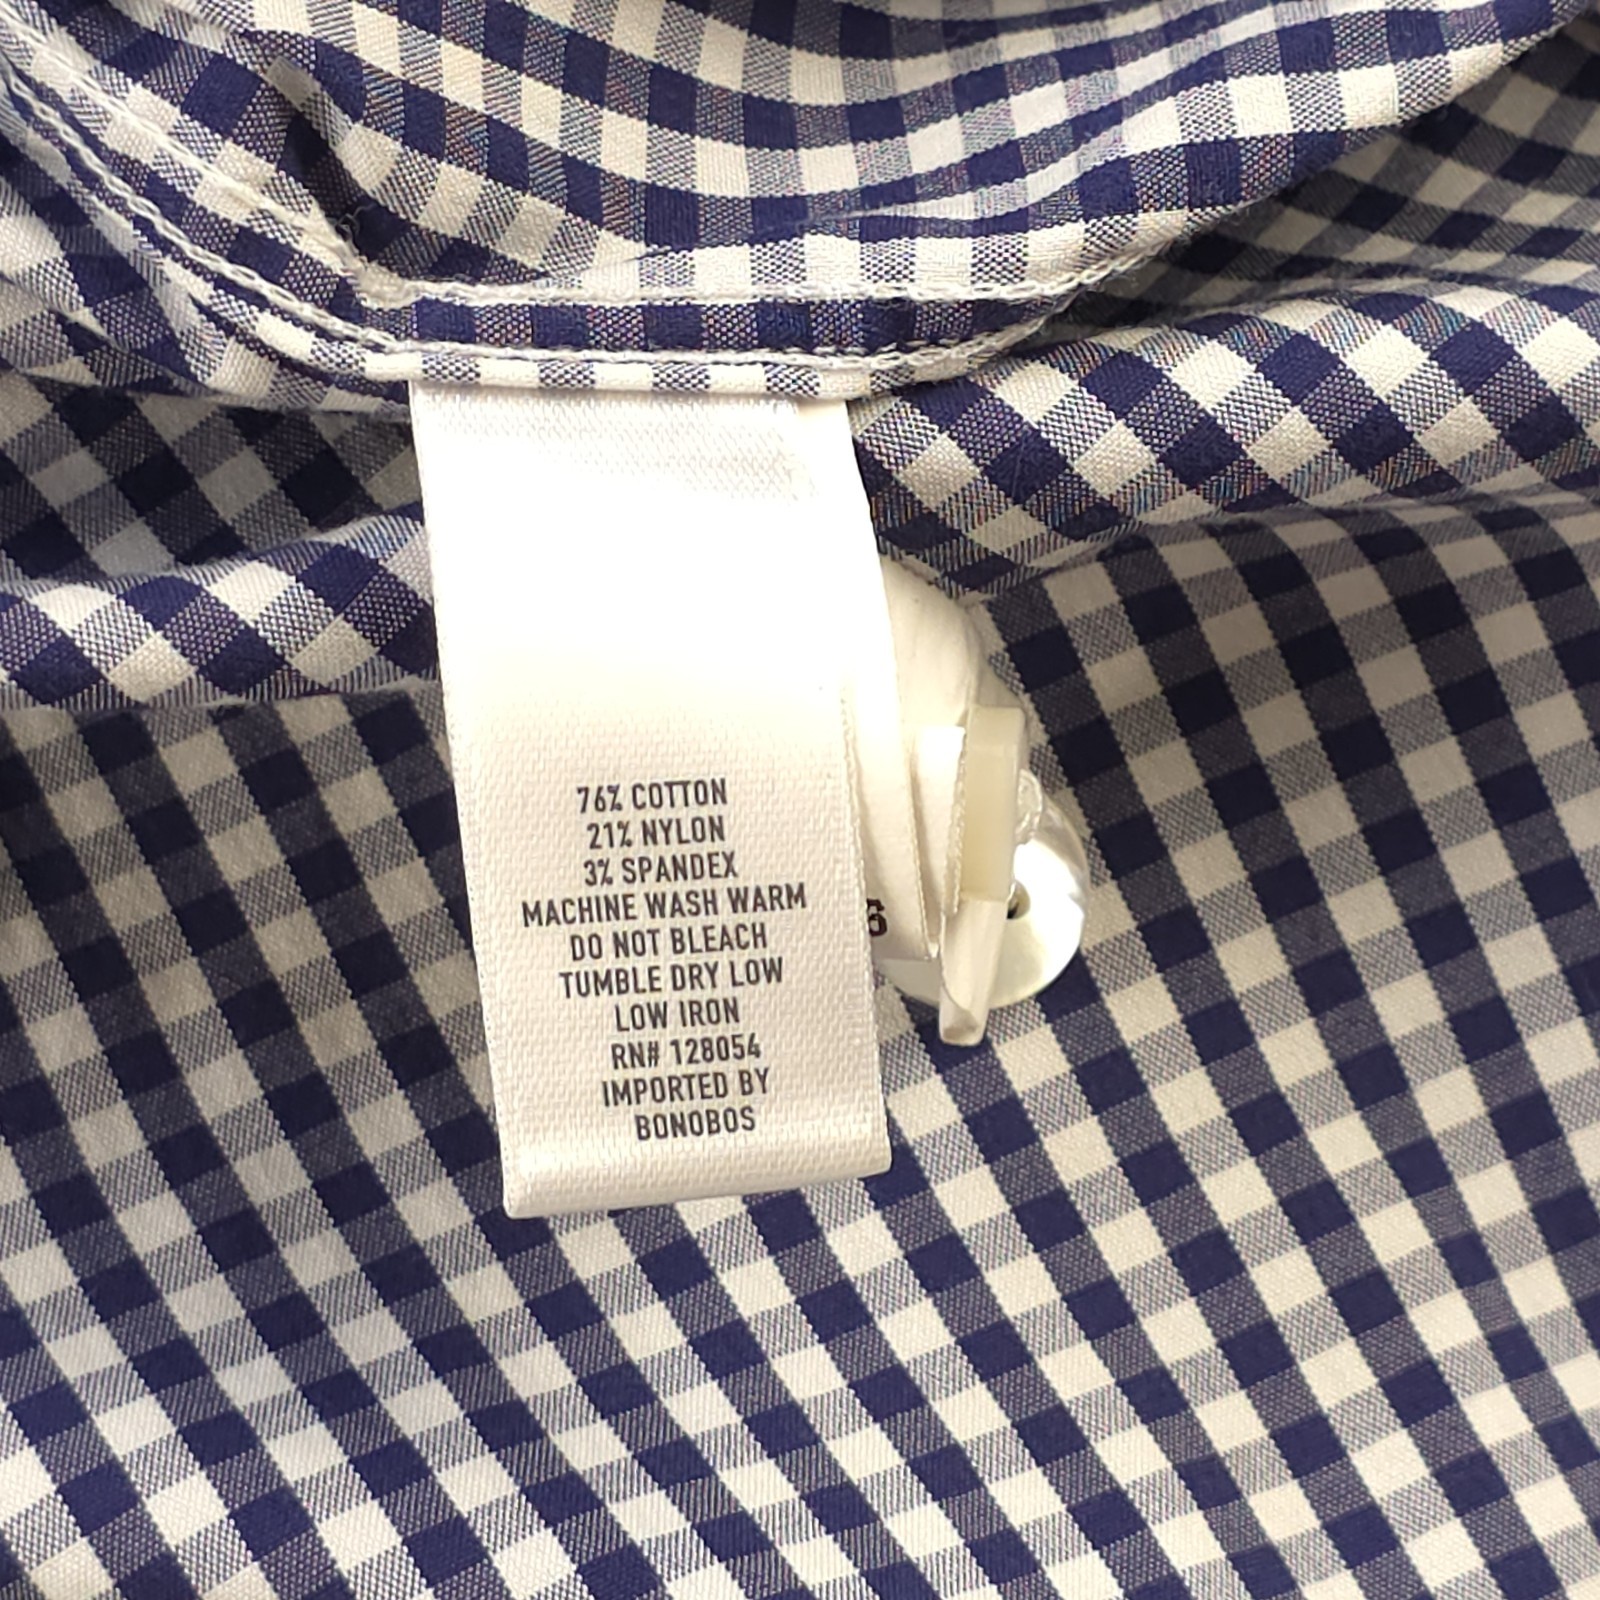 76% COTTON
21% NYLON
3% SPANDEX
MACHINE WASH WARM
DO NOT BLEACH
TUMBLE DRY LOW
LOW IRON
RN# 128054
IMPORTED BY
BONOBOS